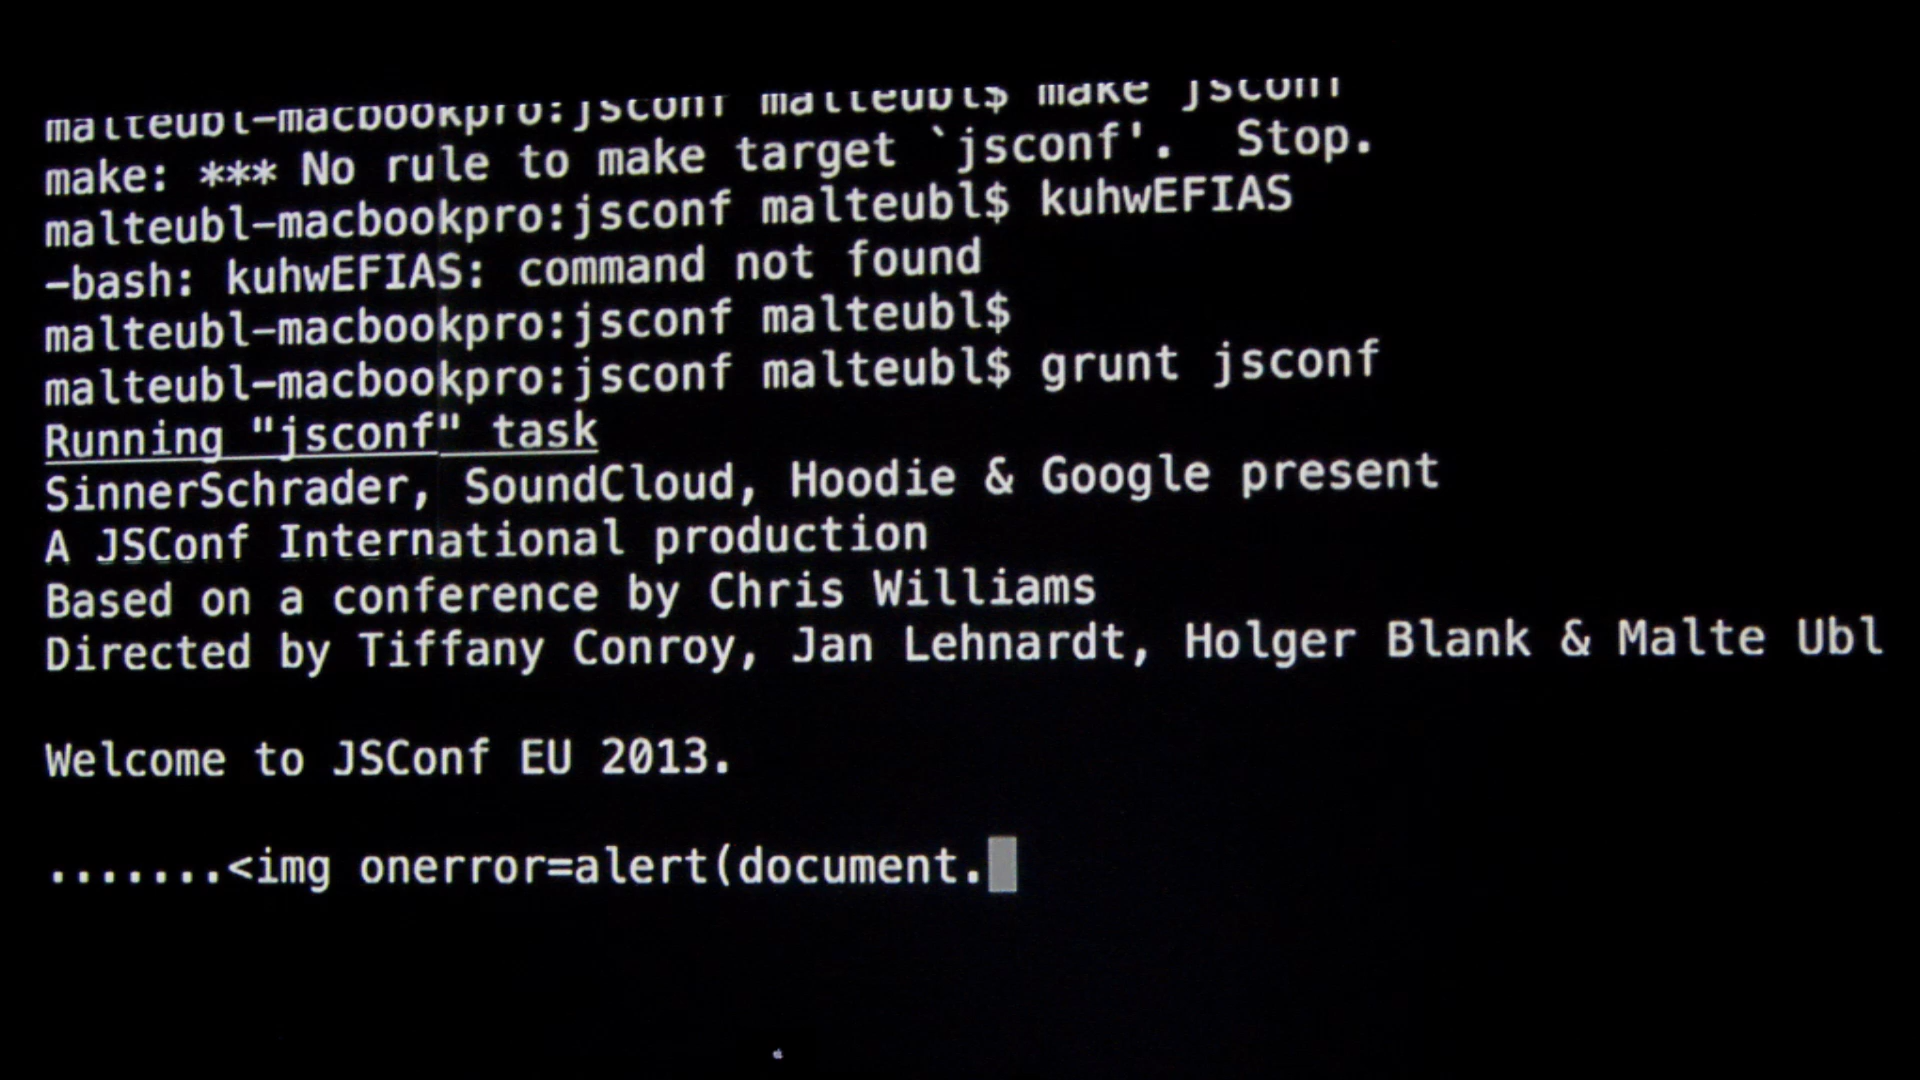 malteubl-macbookpro:jsconf malteubl$ make jsconf
make: *** No rule to make target `jsconf'.  Stop.
malteubl-macbookpro:jsconf malteubl$ kuhwEFIAS
-bash: kuhwEFIAS: command not found
malteubl-macbookpro:jsconf malteubl$
malteubl-macbookpro:jsconf malteubl$ grunt jsconf
Running "jsconf" task
SinnerSchrader, SoundCloud, Hoodie & Google present
A JSConf International production
Based on a conference by Chris Williams
Directed by Tiffany Conroy, Jan Lehnardt, Holger Blank & Malte Ubl
Welcome to JSConf EU 2013.
.......<img onerror=alert(document.